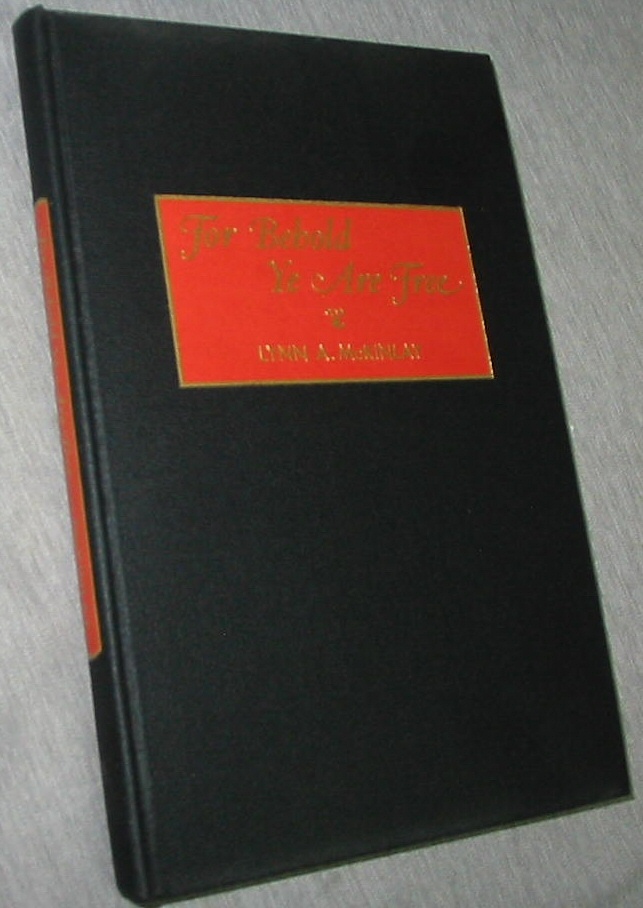 For Behold
Ye Are Free
LYNN A. McKINLAY